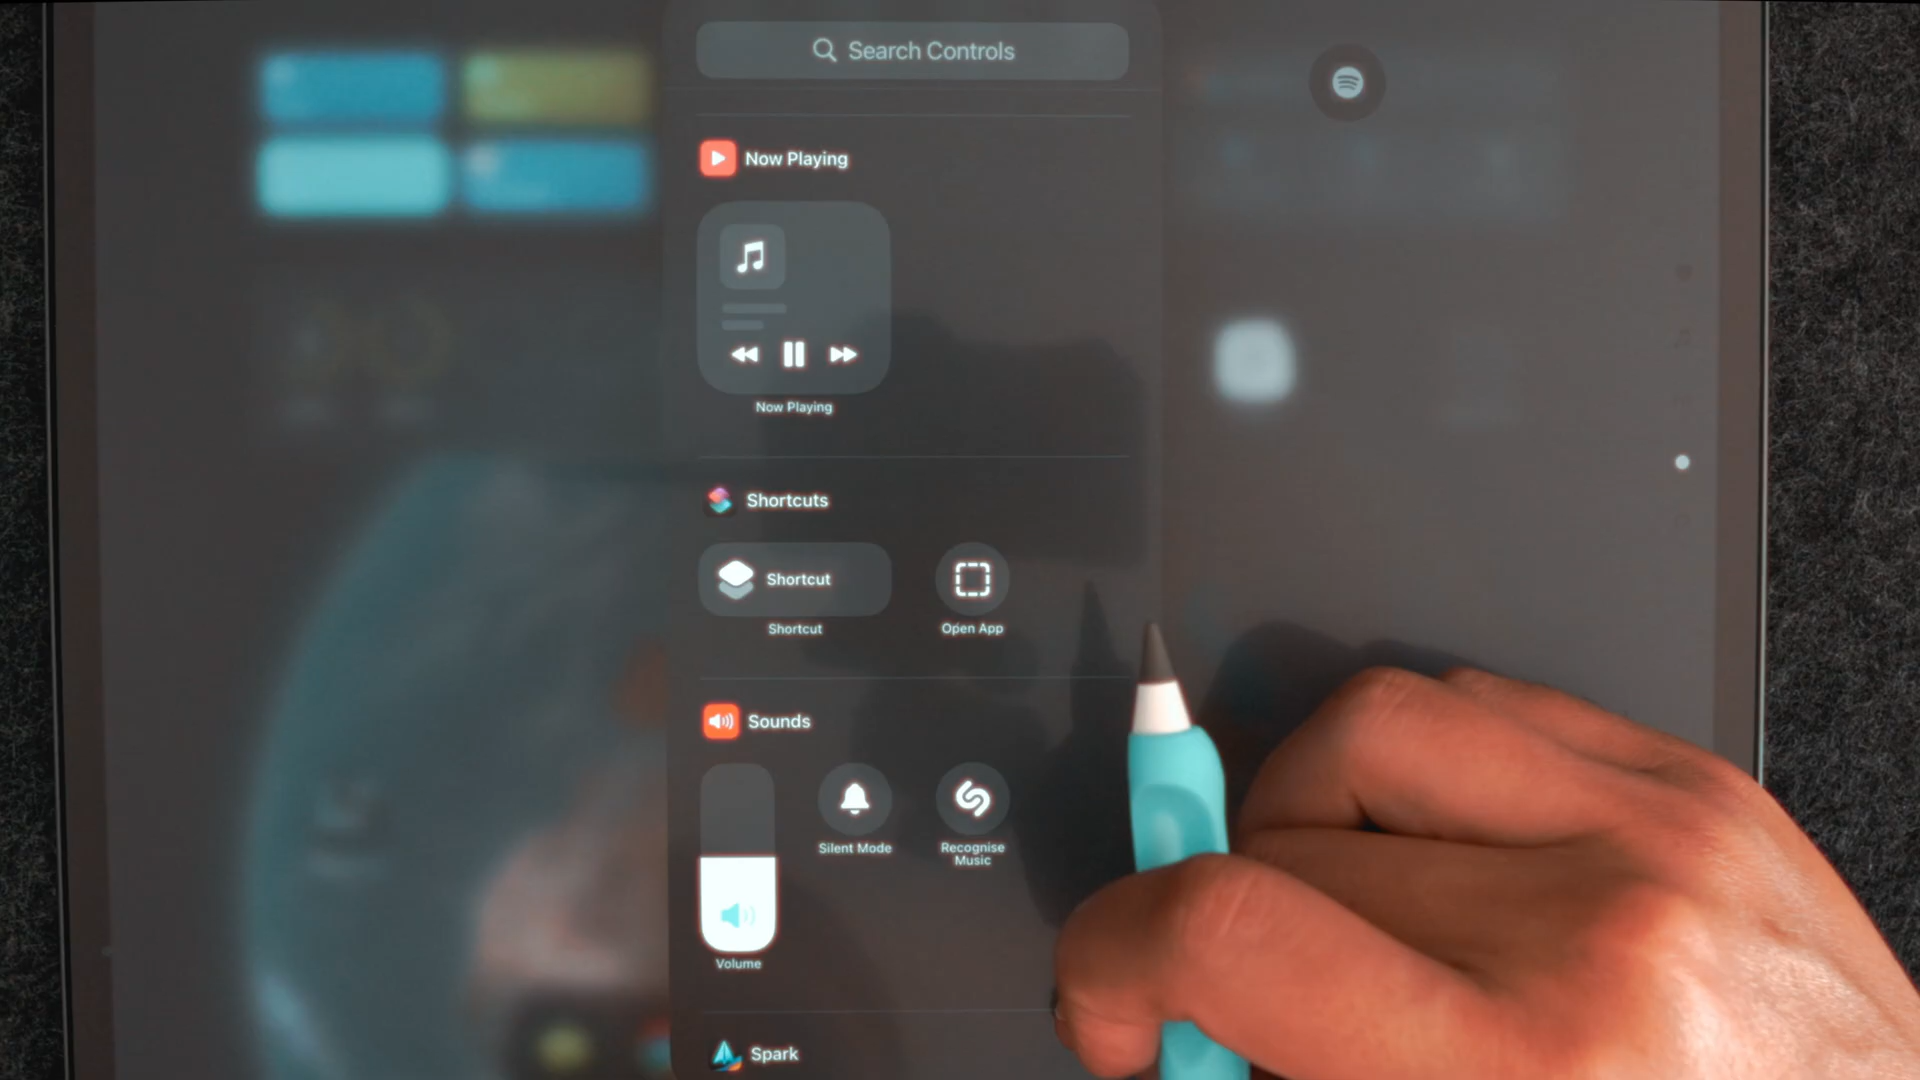 Search Controls
Now Playing
Now Playing
Shortcuts
Shortcut
Shortcut
Open App
Sounds
Silent Mode
Recognise
Music
Volume
Spark